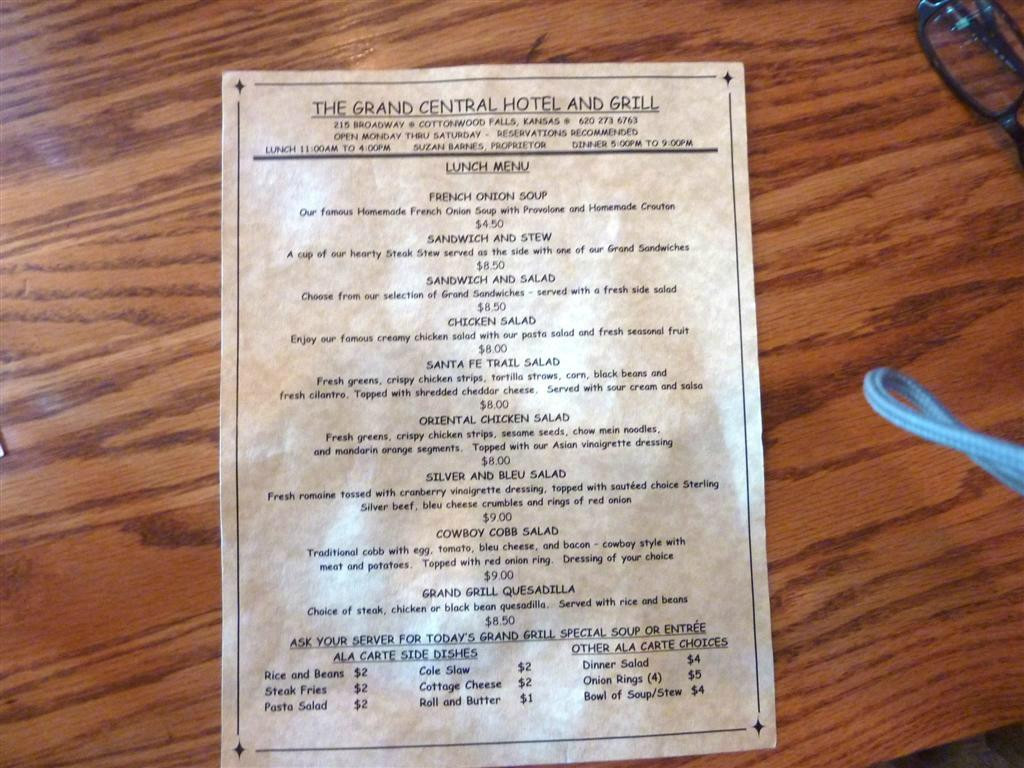 THE GRAND CENTRAL HOTEL AND GRILL
215 BROADWAY * COTTONWOOD FALLS, KANSAS * 620 273 6763
OPEN MONDAY THRU SATURDAY - RESERVATIONS RECOMMENDED
LUNCH 11:00AM TO 4:00PM SUZAN BARNES, PROPRIETOR DINNER 5:00PM TO 9:00PM
LUNCH MENU
FRENCH ONION SOUP
Our famous Homemade French Onion Soup with Provolone and Homemade Crouton
$4.50
SANDWICH AND STEW
A cup of our hearty Steak Stew served as the side with one of our Grand Sandwiches
$8.50
SANDWICH AND SALAD
Choose from our selection of Grand Sandwiches - served with a fresh side salad
$8.50
CHICKEN SALAD
Enjoy our famous creamy chicken salad with our pasta salad and fresh seasonal fruit
$8.00
SANTA FE TRAIL SALAD
Fresh greens, crispy chicken strips, tortilla straws, corn, black beans and
fresh cilantro. Topped with shredded cheddar cheese. Served with sour cream and salsa
$8.00
ORIENTAL CHICKEN SALAD
Fresh greens, crispy chicken strips, sesame seeds, chow mein noodles,
and mandarin orange segments. Topped with our Asian vinaigrette dressing
$8.00
SILVER AND BLEU SALAD
Fresh romaine tossed with cranberry vinaigrette dressing, topped with sautéed choice Sterling
Silver beef, bleu cheese crumbles and rings of red onion
$9.00
COWBOY COBB SALAD
Traditional cobb with egg, tomato, bleu cheese, and bacon - cowboy style with
meat and potatoes. Topped with red onion ring. Dressing of your choice
$9.00
GRAND GRILL QUESADILLA
Choice of steak, chicken or black bean quesadilla. Served with rice and beans
$8.50
ASK YOUR SERVER FOR TODAY'S GRAND GRILL SPECIAL SOUP OR ENTRÉE
ALA CARTE SIDE DISHES OTHER ALA CARTE CHOICES
Rice and Beans $2 Cole Slaw $2 Dinner Salad $4
Steak Fries $2 Cottage Cheese $2 Onion Rings (4) $5
Pasta Salad $2 Roll and Butter $1 Bowl of Soup/Stew $4